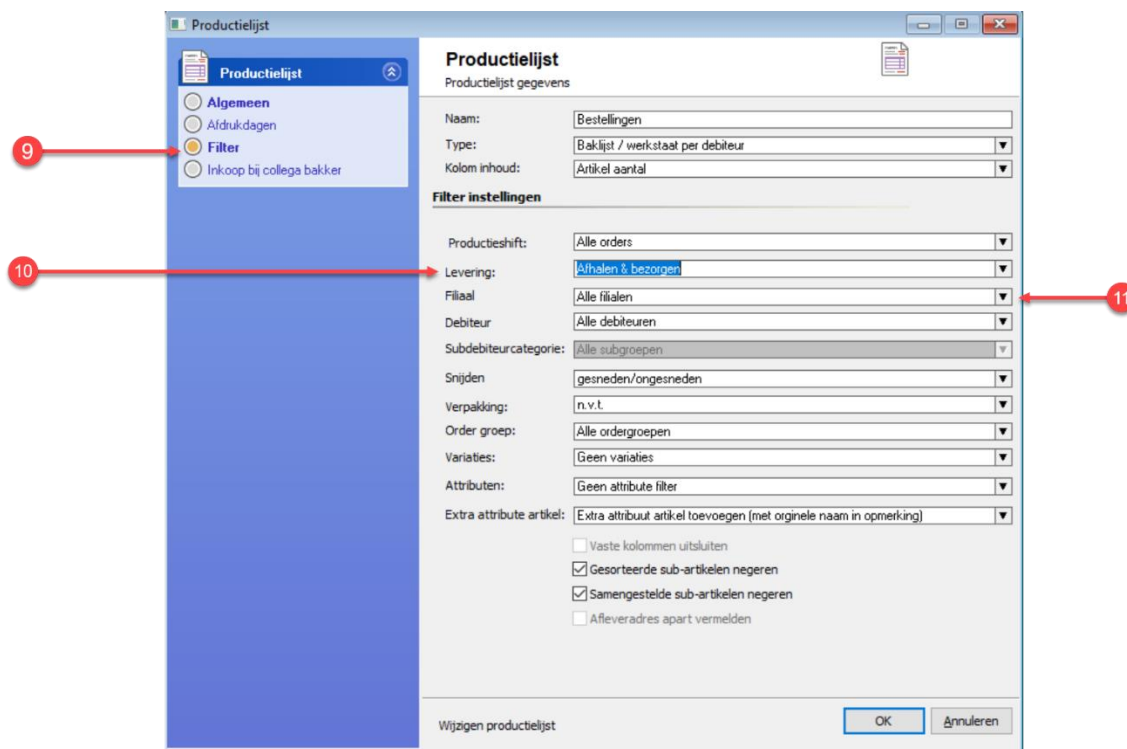 Productielijst
Productielijst
Algemeen
Afdrukdagen
Filter
Inkoop bij collega bakker
9
10
11
Productielijst
Productielijst gegevens
Naam: Bestellingen
Type: Baklijst / werkstaat per debiteur
Kolom inhoud: Artikel aantal
Filter instellingen
Productieshift: Alle orders
Levering: Afhalen & bezorgen
Filiaal Alle filialen
Debiteur Alle debiteuren
Subdebiteurcategorie: Alle subgroepen
Snijden gesneden/ongesneden
Verpakking: n.v.t.
Order groep: Alle ordergroepen
Variaties: Geen variaties
Attributen: Geen attribute filter
Extra attribute artikel: Extra attribuut artikel toevoegen (met orginele naam in opmerking)
Vaste kolommen uitsluiten
Gesorteerde sub-artikelen negeren
Samengestelde sub-artikelen negeren
Afleveradres apart vermelden
Wijzigen productielijst
OK Annuleren